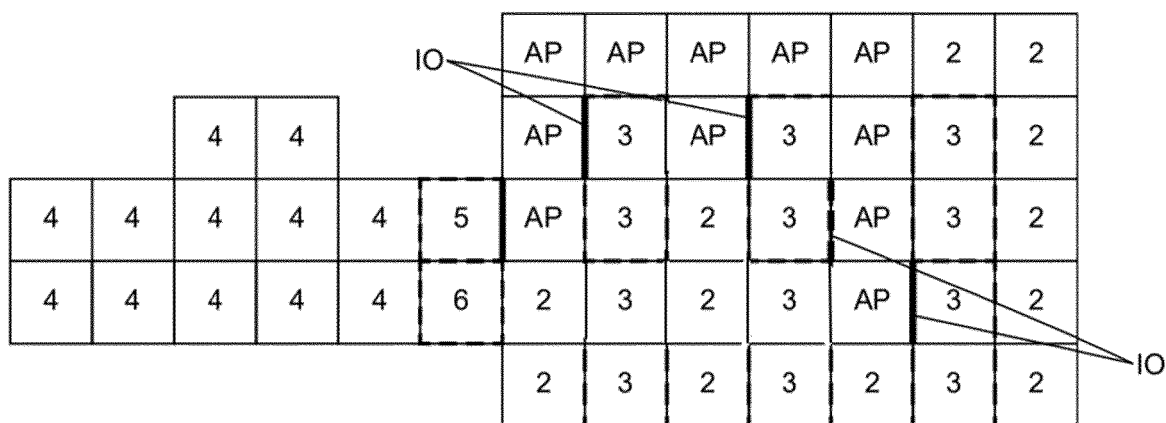 AP AP AP AP AP 2 2
IO
4 4 AP 3 AP 3 AP 3 2
4 4 4 4 4 5 AP 3 2 3 AP 3 2
4 4 4 4 4 6 2 3 2 3 AP 3 2
IO
2 3 2 3 2 3 2